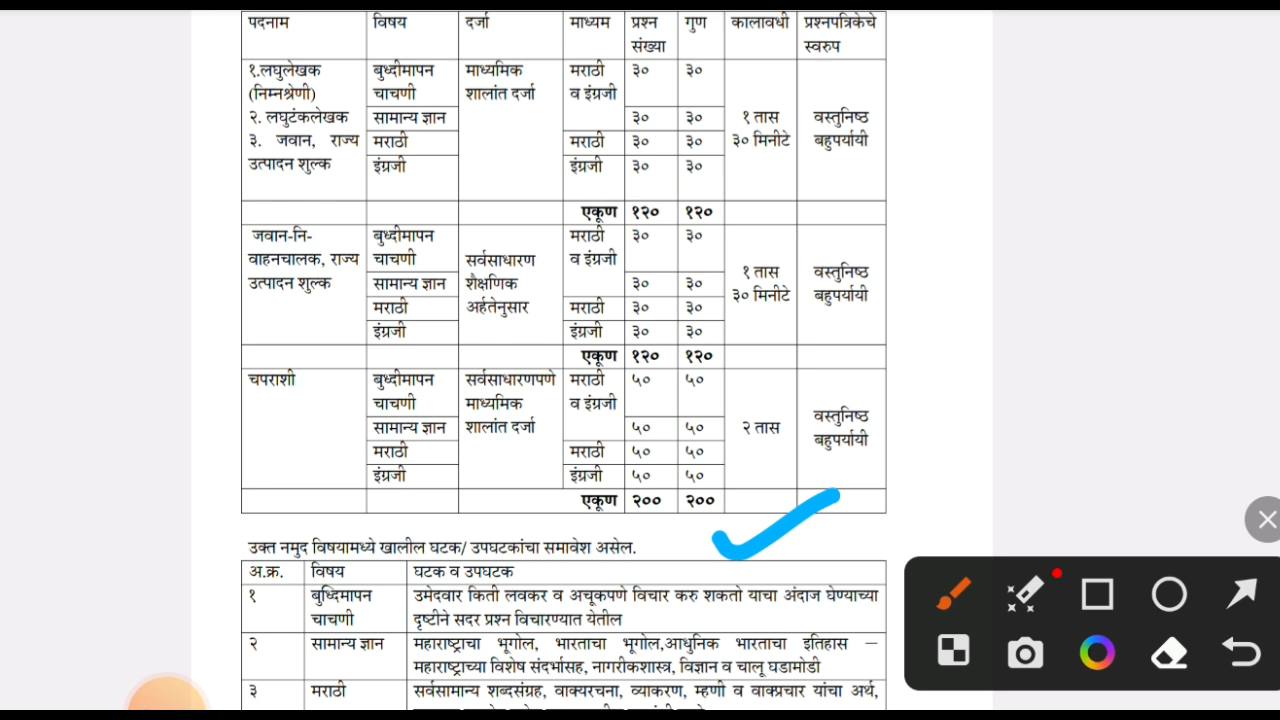 पदनाम विषय दर्जा माध्यम प्रश्न संख्या गुण कालावधी प्रश्नपत्रिकेचे स्वरुप
१.लघुलेखक (निम्नश्रेणी)
२. लघुटंकलेखक
३. जवान, राज्य उत्पादन शुल्क
बुध्दीमापन चाचणी माध्यमिक शालांत दर्जा मराठी व इंग्रजी ३० ३० १ तास ३० मिनीटे वस्तुनिष्ठ बहुपर्यायी
सामान्य ज्ञान ३० ३०
मराठी मराठी ३० ३०
इंग्रजी इंग्रजी ३० ३०
एकूण १२० १२०
जवान-नि-वाहनचालक, राज्य उत्पादन शुल्क
बुध्दीमापन चाचणी सर्वसाधारण शैक्षणिक अर्हतेनुसार मराठी व इंग्रजी ३० ३० १ तास ३० मिनीटे वस्तुनिष्ठ बहुपर्यायी
सामान्य ज्ञान ३० ३०
मराठी मराठी ३० ३०
इंग्रजी इंग्रजी ३० ३०
एकूण १२० १२०
चपराशी बुध्दीमापन चाचणी सर्वसाधारणपणे माध्यमिक शालांत दर्जा मराठी व इंग्रजी ५० ५० २ तास वस्तुनिष्ठ बहुपर्यायी
सामान्य ज्ञान ५० ५०
मराठी मराठी ५० ५०
इंग्रजी इंग्रजी ५० ५०
एकूण २०० २००
उक्त नमुद विषयामध्ये खालील घटक/ उपघटकांचा समावेश असेल.
अ.क्र. विषय घटक व उपघटक
१ बुध्दिमापन चाचणी उमेदवार किती लवकर व अचूकपणे विचार करु शकतो याचा अंदाज घेण्याच्या
दृष्टीने सदर प्रश्न विचारण्यात येतील
२ सामान्य ज्ञान महाराष्ट्राचा भूगोल, भारताचा भूगोल,आधुनिक भारताचा इतिहास –
महाराष्ट्राच्या विशेष संदर्भासह, नागरीकशास्त्र, विज्ञान व चालू घडामोडी
३ मराठी सर्वसामान्य शब्दसंग्रह, वाक्यरचना, व्याकरण, म्हणी व वाक्प्रचार यांचा अर्थ,